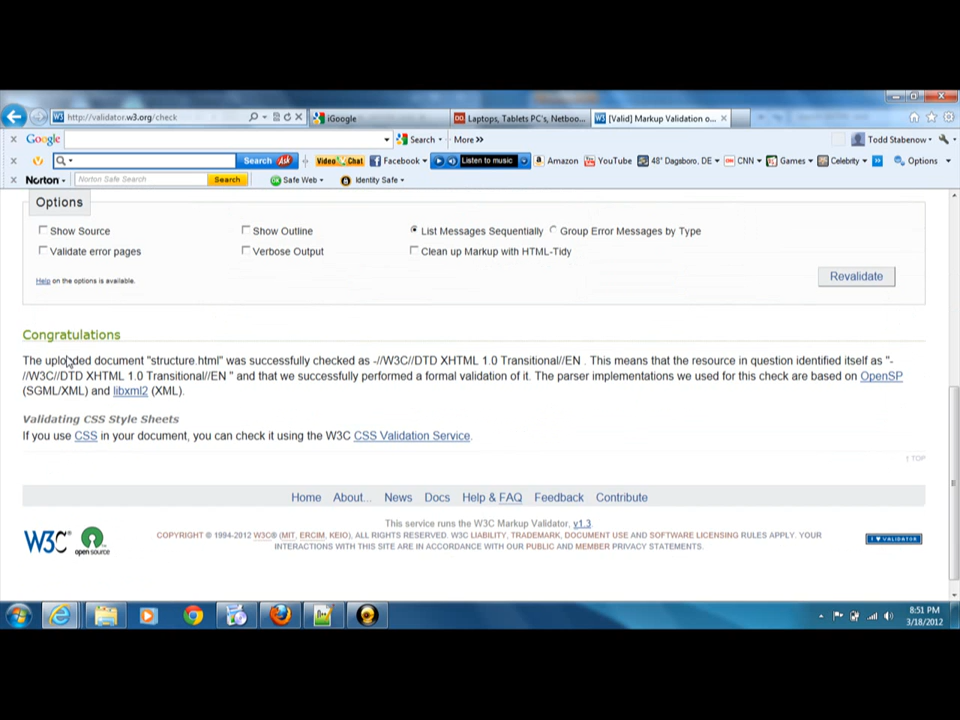 http://validator.w3.org/check
iGoogle
Laptops, Tablets PC's, Netboo...
[Valid] Markup Validation o...
Google
Search
More >>
Todd Stabenow
Search Ask
Video Chat
Facebook
Listen to music
Amazon
YouTube
48° Dagsboro, DE
CNN
Games
Celebrity
Options
Norton
Norton Safe Search
Search
Safe Web
Identity Safe
Options
Show Source
Show Outline
List Messages Sequentially
Group Error Messages by Type
Validate error pages
Verbose Output
Clean up Markup with HTML-Tidy
Help on the options is available.
Revalidate
Congratulations
The uploaded document "structure.html" was successfully checked as -//W3C//DTD XHTML 1.0 Transitional//EN . This means that the resource in question identified itself as "-
//W3C//DTD XHTML 1.0 Transitional//EN " and that we successfully performed a formal validation of it. The parser implementations we used for this check are based on OpenSP
(SGML/XML) and libxml2 (XML).
Validating CSS Style Sheets
If you use CSS in your document, you can check it using the W3C CSS Validation Service.
↑ TOP
Home About... News Docs Help & FAQ Feedback Contribute
This service runs the W3C Markup Validator, v1.3.
W3C®
open source
COPYRIGHT © 1994-2012 W3C® (MIT, ERCIM, KEIO), ALL RIGHTS RESERVED. W3C LIABILITY, TRADEMARK, DOCUMENT USE AND SOFTWARE LICENSING RULES APPLY. YOUR
INTERACTIONS WITH THIS SITE ARE IN ACCORDANCE WITH OUR PUBLIC AND MEMBER PRIVACY STATEMENTS.
I ♥ VALIDATOR
8:51 PM
3/18/2012